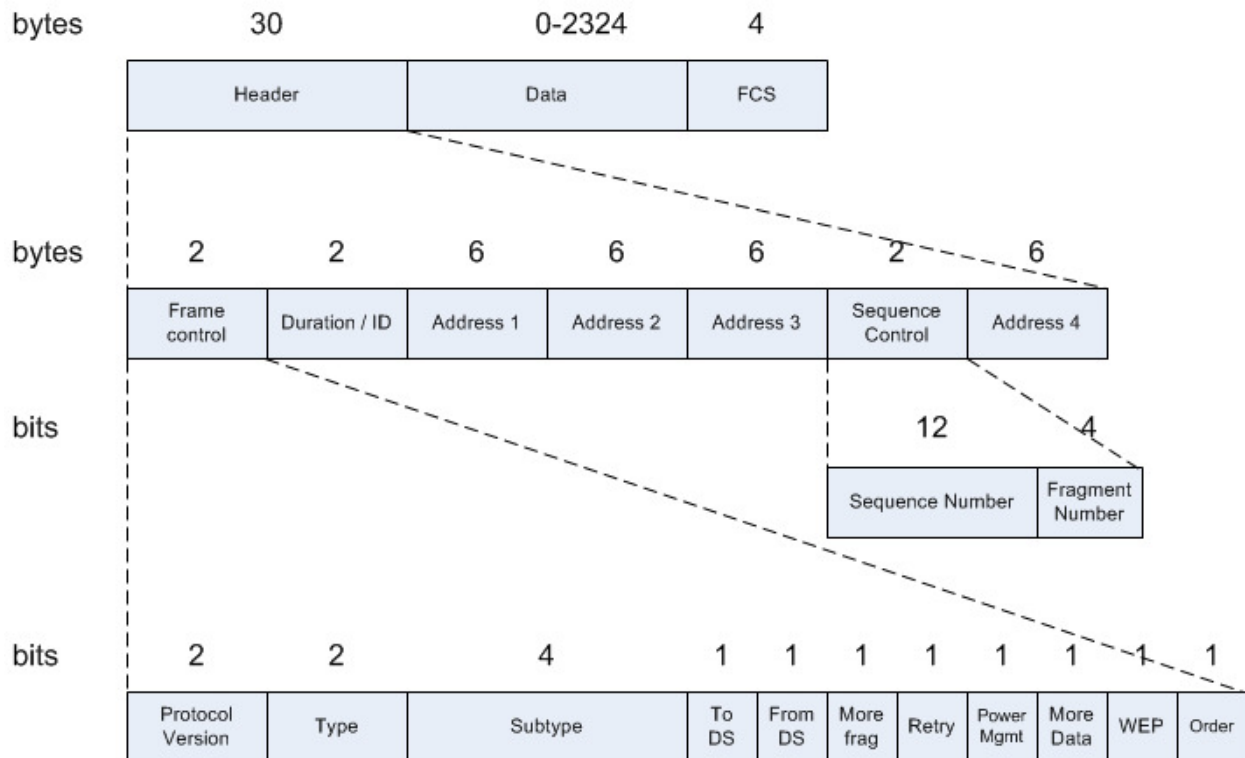 bytes 30 0-2324 4
Header Data FCS
bytes 2 2 6 6 6 2 6
Frame control Duration / ID Address 1 Address 2 Address 3 Sequence Control Address 4
bits 12 4
Sequence Number Fragment Number
bits 2 2 4 1 1 1 1 1 1 1 1
Protocol Version Type Subtype To DS From DS More frag Retry Power Mgmt More Data WEP Order